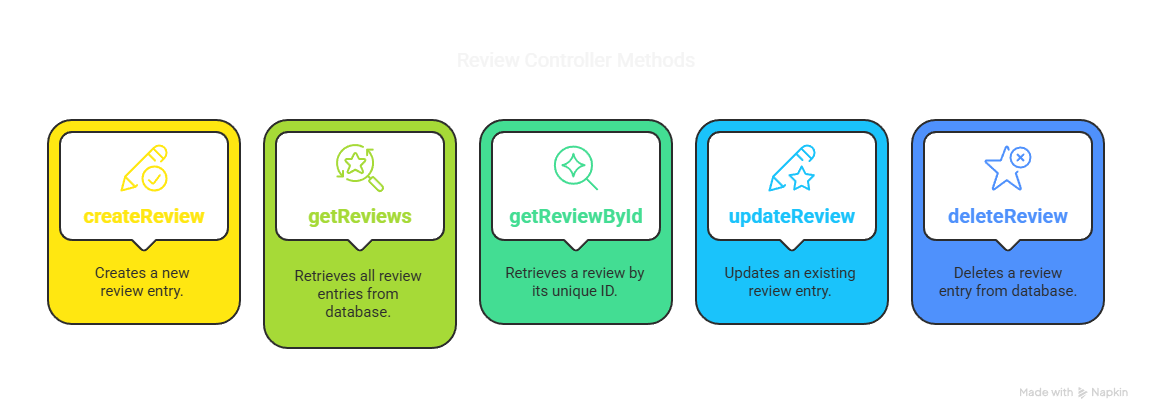 Review Controller Methods
createReview
Creates a new
review entry.
getReviews
Retrieves all review
entries from
database.
getReviewById
Retrieves a review by
its unique ID.
updateReview
Updates an existing
review entry.
deleteReview
Deletes a review
entry from database.
Made with Napkin